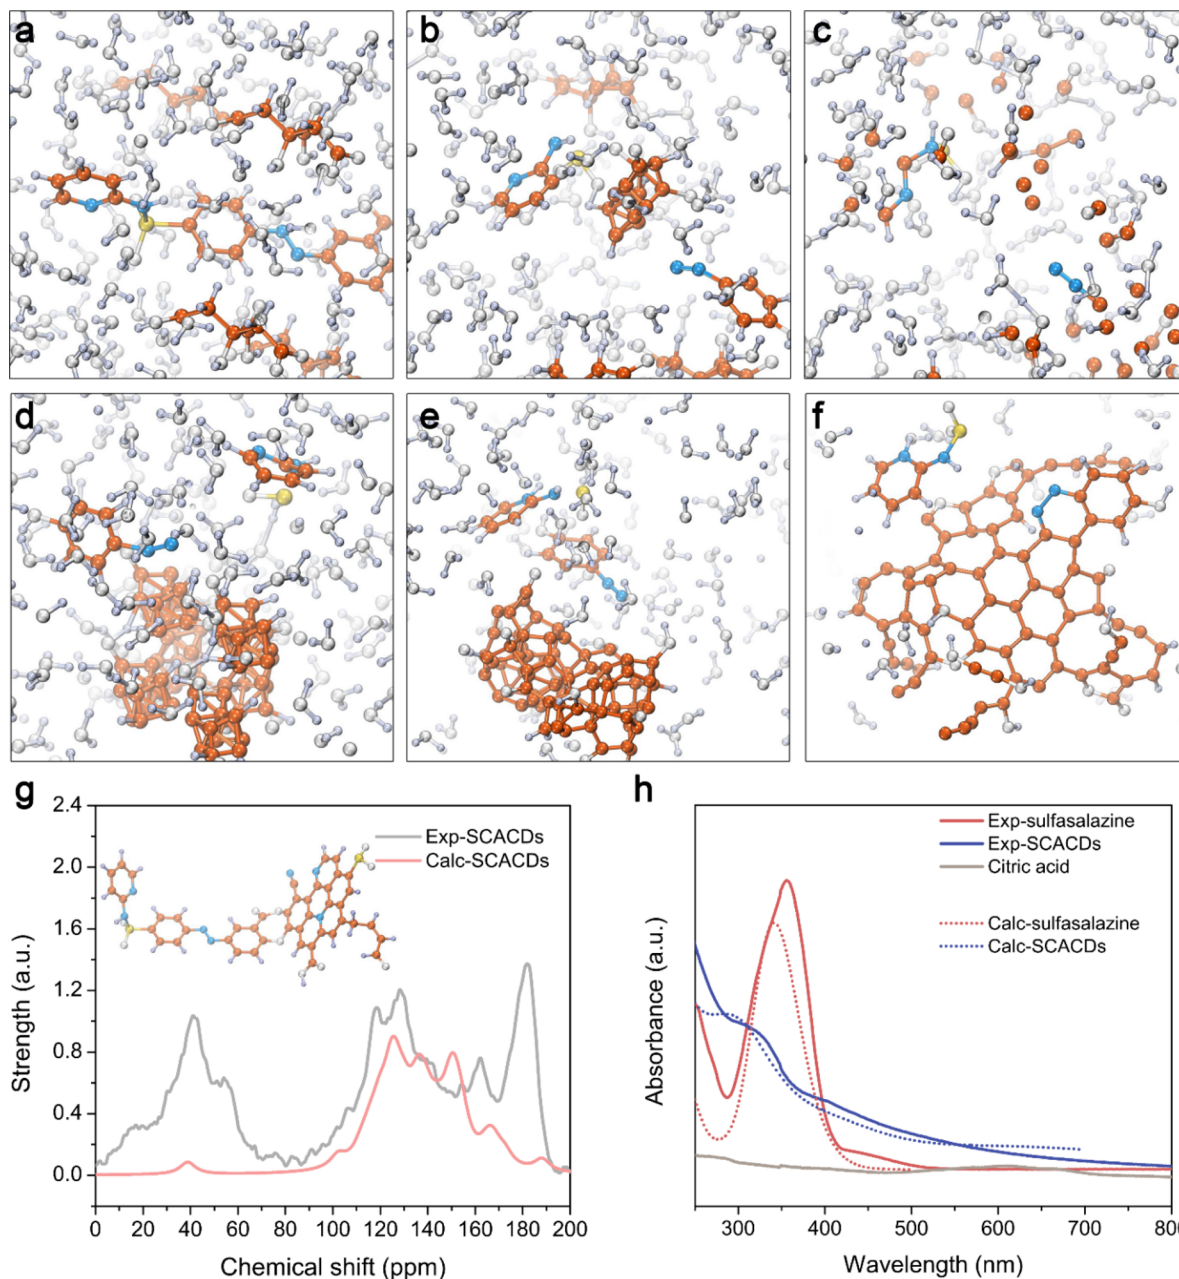 a
b
c
d
e
f
g
2.4
2.0
1.6
1.2
0.8
0.4
0.0
Strength (a.u.)
Exp-SCACDs
Calc-SCACDs
0 20 40 60 80 100 120 140 160 180 200
Chemical shift (ppm)
h
Absorbance (a.u.)
Exp-sulfasalazine
Exp-SCACDs
Citric acid
Calc-sulfasalazine
Calc-SCACDs
300 400 500 600 700 800
Wavelength (nm)